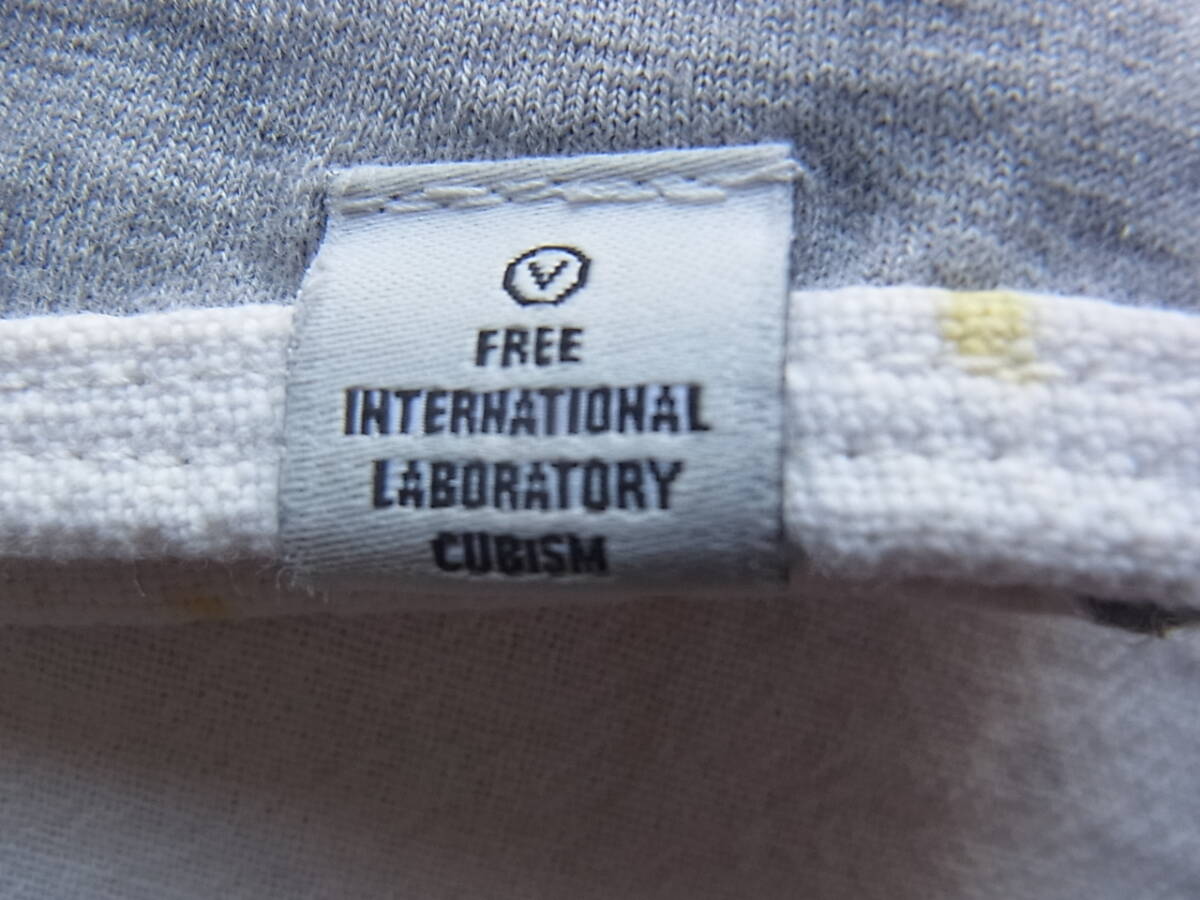 V
FREE
INTERNATIONAL
LABORATORY
CUBISM